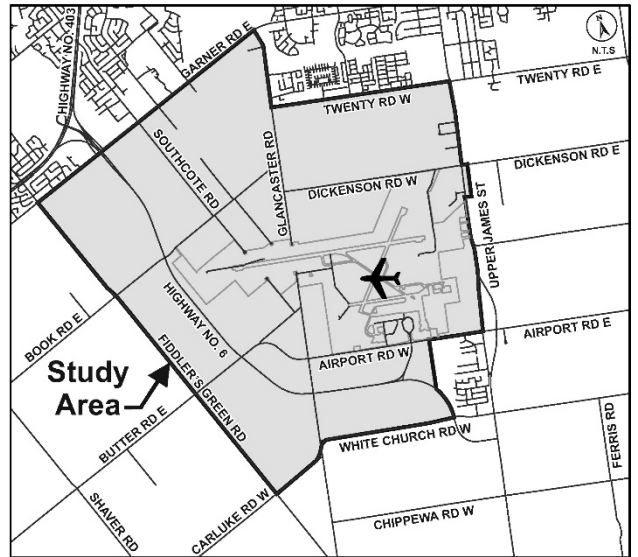 HIGHWAY NO. 403
GARNER RD E
N
N.T.S
TWENTY RD E
TWENTY RD W
SOUTHCOTE RD
GLANCASTER RD
DICKENSON RD E
DICKENSON RD W
UPPER JAMES ST
HIGHWAY NO. 6
BOOK RD E
AIRPORT RD E
AIRPORT RD W
Study
Area
FIDDLER'S GREEN RD
BUTTER RD E
WHITE CHURCH RD W
FERRIS RD
SHAVER RD
CARLUKE RD W
CHIPPEWA RD W